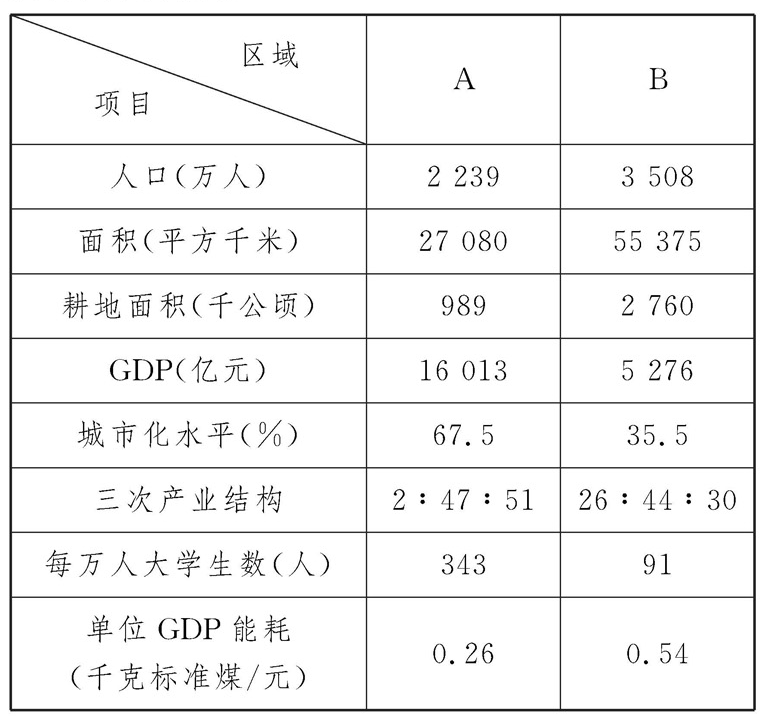 区域
项目
A
B
人口(万人)
2 239
3 508
面积(平方千米)
27 080
55 375
耕地面积(千公顷)
989
2 760
GDP(亿元)
16 013
5 276
城市化水平(%)
67.5
35.5
三次产业结构
2∶47∶51
26∶44∶30
每万人大学生数(人)
343
91
单位 GDP 能耗
(千克标准煤/元)
0.26
0.54